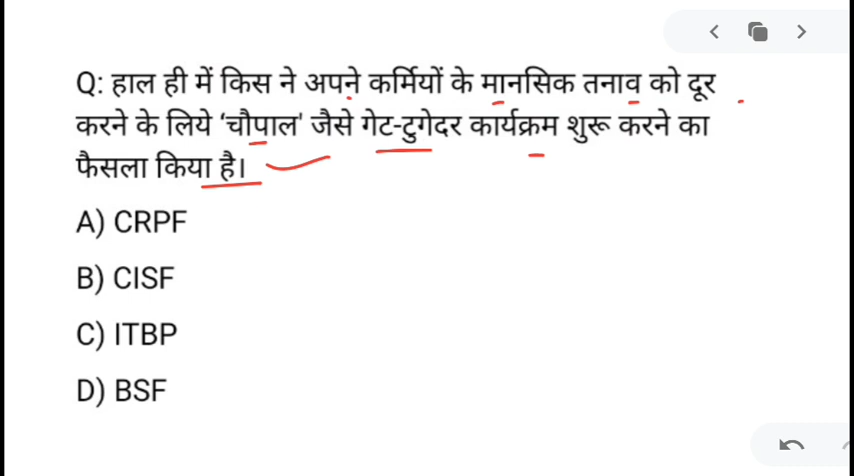 Q: हाल ही में किस ने अपने कर्मियों के मानसिक तनाव को दूर
करने के लिये ‘चौपाल' जैसे गेट-टुगेदर कार्यक्रम शुरू करने का
फैसला किया है।
A) CRPF
B) CISF
C) ITBP
D) BSF